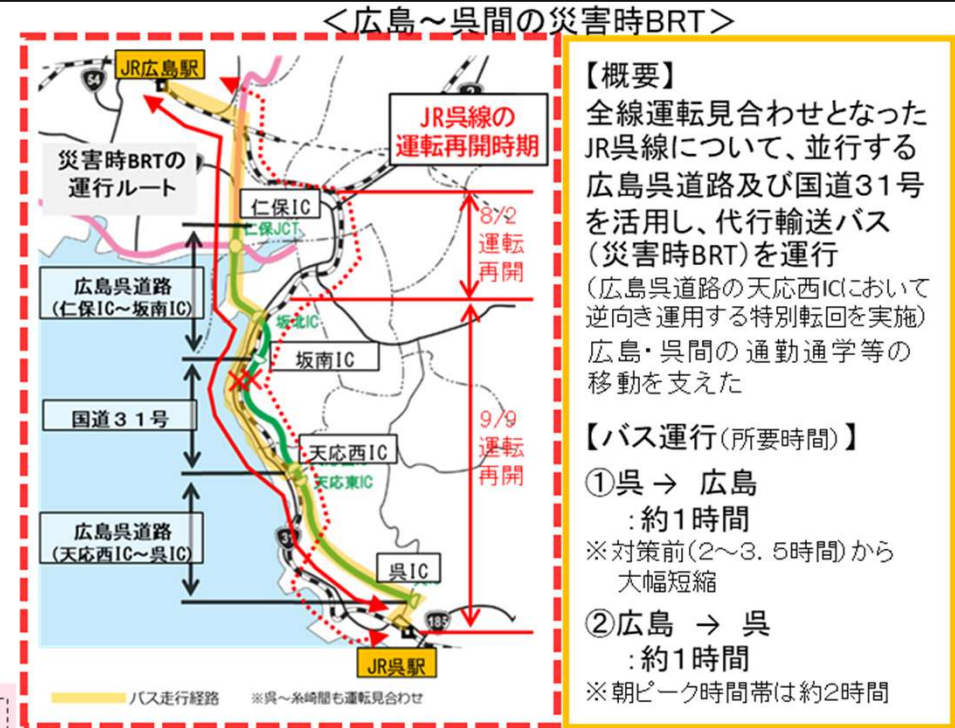 ＜広島～呉間の災害時BRT＞
JR広島駅
54
2
JR呉線の
運転再開時期
災害時BRTの
運行ルート
仁保IC
仁保JCT
8/2
運転
再開
広島呉道路
(仁保IC～坂南IC)
坂北IC
坂南IC
国道３１号
9/9
運転
再開
天応西IC
天応東IC
広島呉道路
(天応西IC～呉IC)
31
呉IC
185
JR呉駅
バス走行経路　※呉～糸崎間も運転見合わせ
【概要】
全線運転見合わせとなった
JR呉線について、並行する
広島呉道路及び国道３１号
を活用し、代行輸送バス
(災害時BRT)を運行
(広島呉道路の天応西ICにおいて
逆向き運用する特別転回を実施)
広島・呉間の通勤通学等の
移動を支えた
【バス運行(所要時間)】
①呉 → 広島
：約１時間
※対策前(２～３．５時間)から
大幅短縮
②広島 → 呉
：約１時間
※朝ピーク時間帯は約２時間